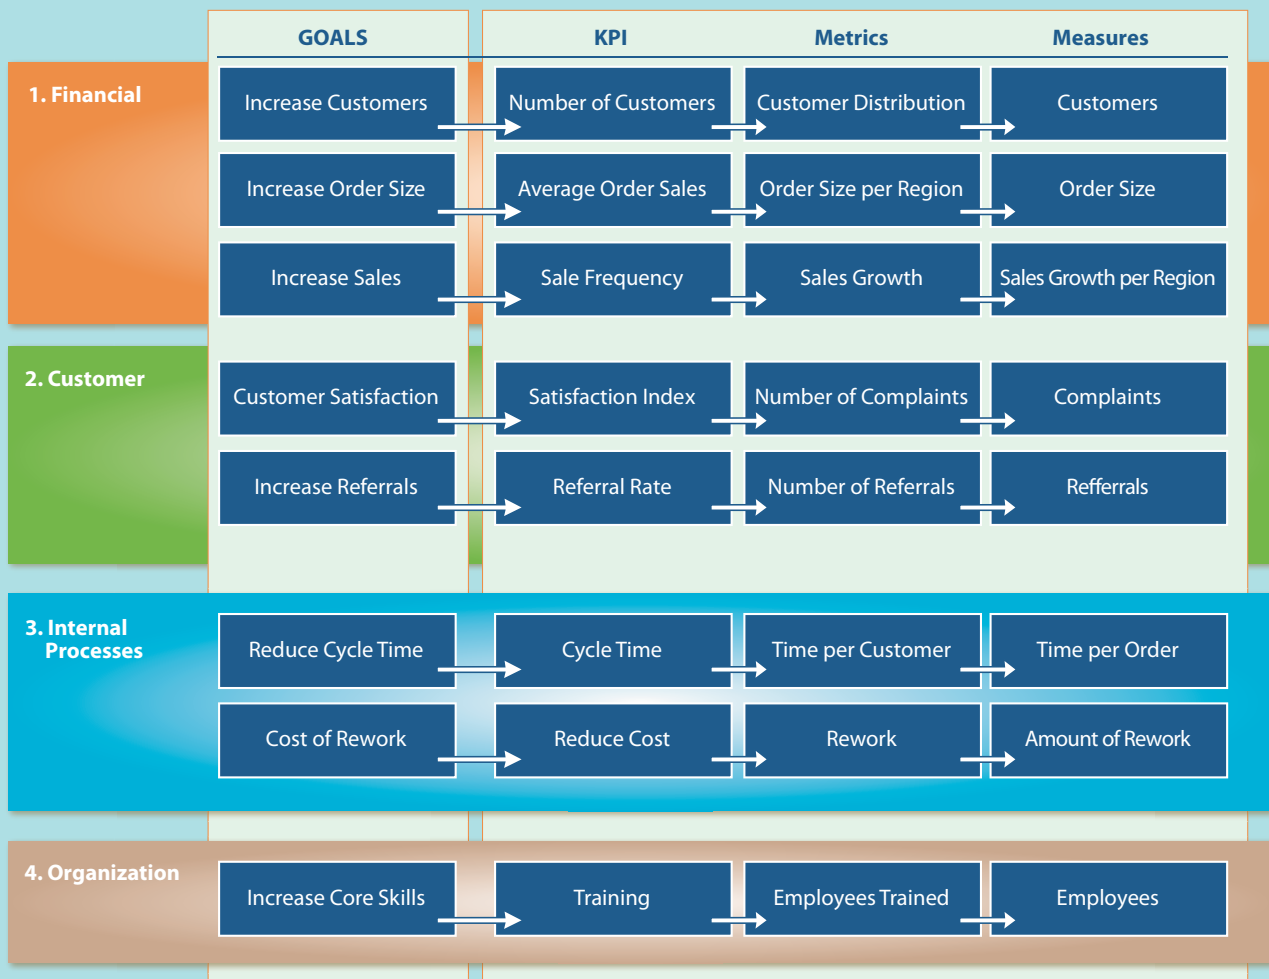 GOALS KPI Metrics Measures
1. Financial
Increase Customers Number of Customers Customer Distribution Customers
Increase Order Size Average Order Sales Order Size per Region Order Size
Increase Sales Sale Frequency Sales Growth Sales Growth per Region
2. Customer
Customer Satisfaction Satisfaction Index Number of Complaints Complaints
Increase Referrals Referral Rate Number of Referrals Refferrals
3. Internal
Processes
Reduce Cycle Time Cycle Time Time per Customer Time per Order
Cost of Rework Reduce Cost Rework Amount of Rework
4. Organization
Increase Core Skills Training Employees Trained Employees